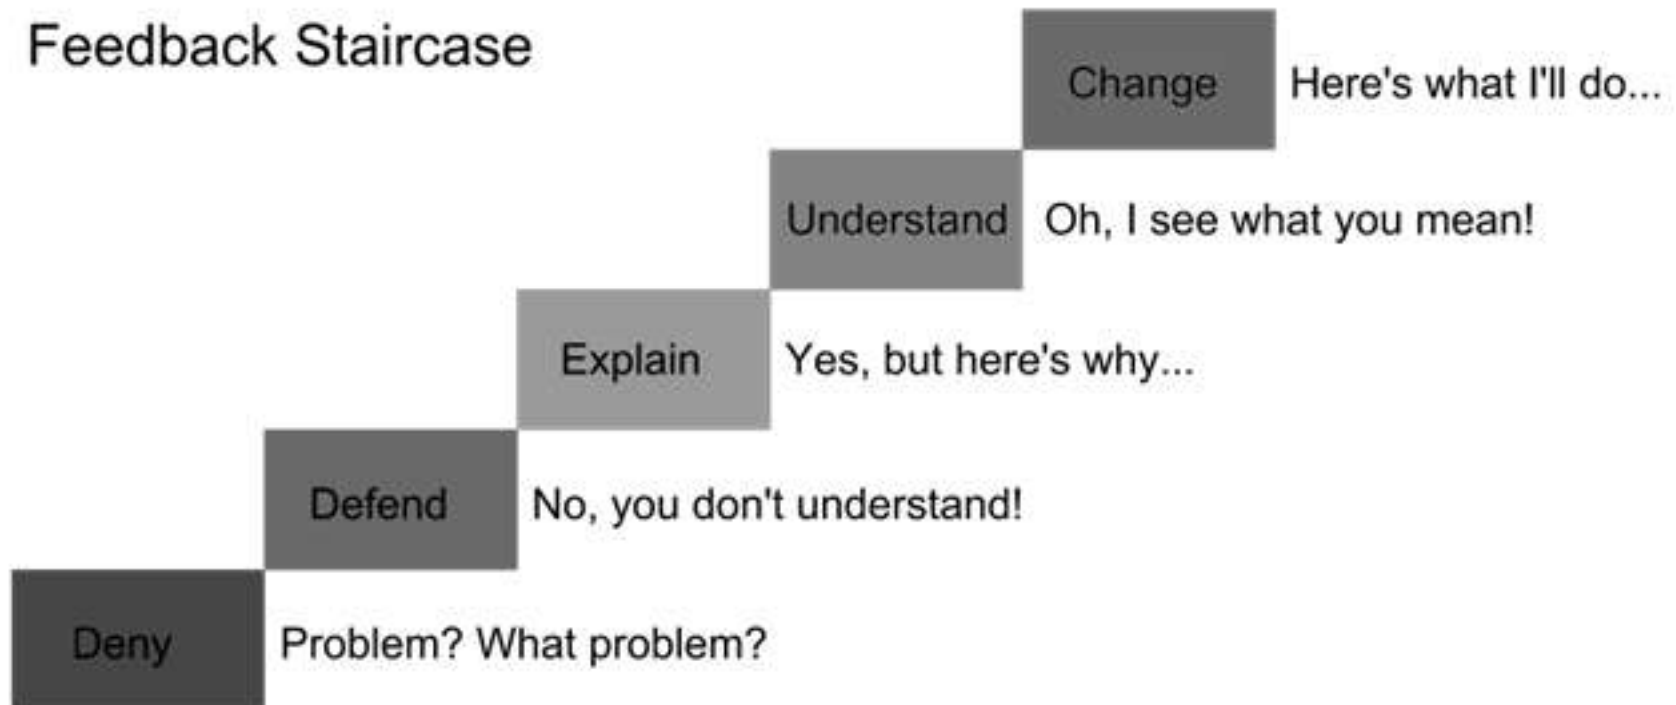 Feedback Staircase
Change Here's what I'll do...
Understand Oh, I see what you mean!
Explain Yes, but here's why...
Defend No, you don't understand!
Deny Problem? What problem?